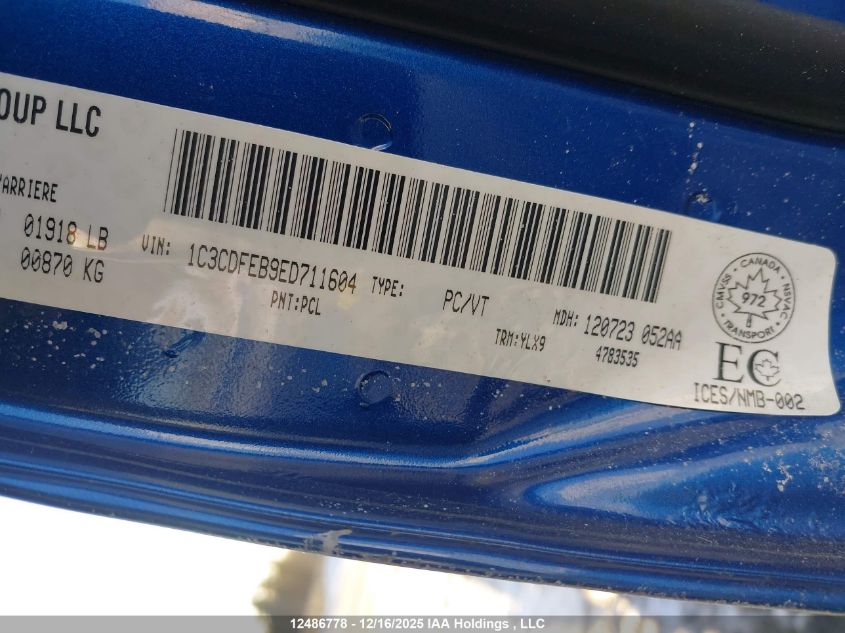 OUP LLC
ARRIERE
01918 LB
00870 KG
VIN: 1C3CDFEB9ED711604 TYPE: PC/VT MDH: 120723 052AA
PNT:PCL TRM:YLX9 4783535
CMVSS - CANADA - NSVAC
972
TRANSPORT
EC
ICES/NMB-002
12486778 - 12/16/2025 IAA Holdings , LLC